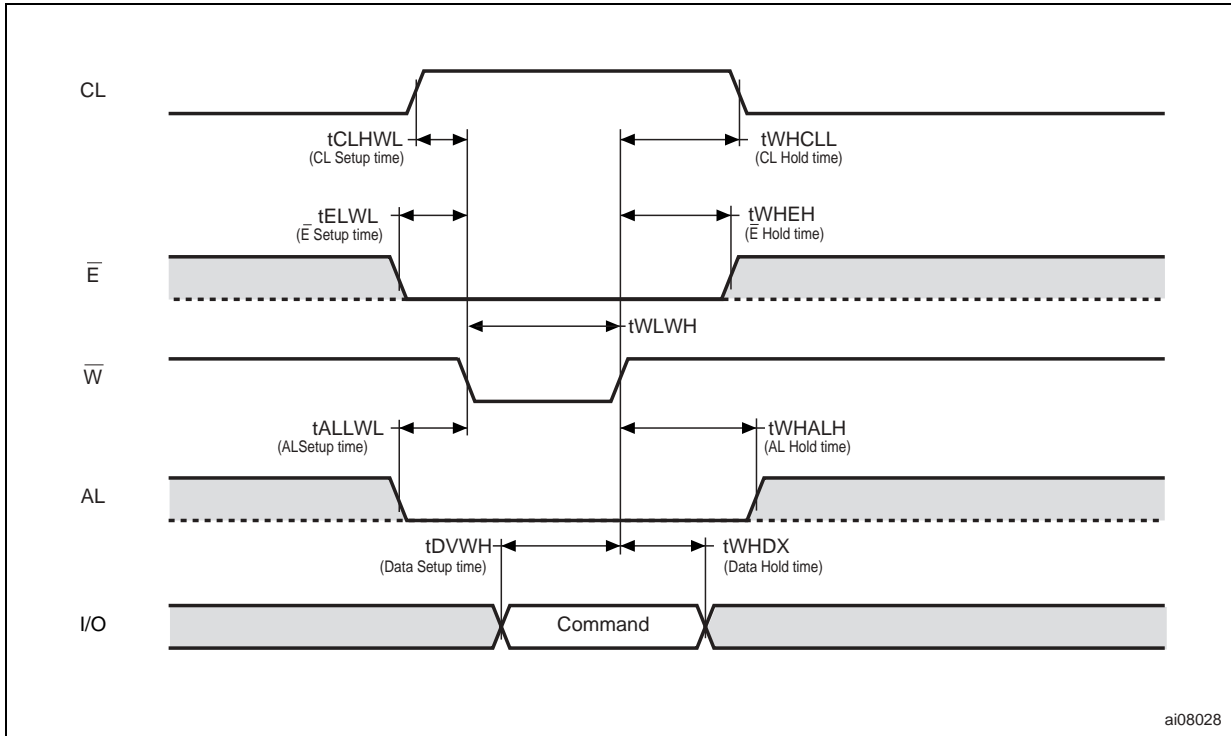 CL
tCLHWL
(CL Setup time)
tWHCLL
(CL Hold time)
tELWL
(E̅ Setup time)
tWHEH
(E̅ Hold time)
E̅
tWLWH
W̅
tALLWL
(ALSetup time)
tWHALH
(AL Hold time)
AL
tDVWH
(Data Setup time)
tWHDX
(Data Hold time)
I/O
Command
ai08028